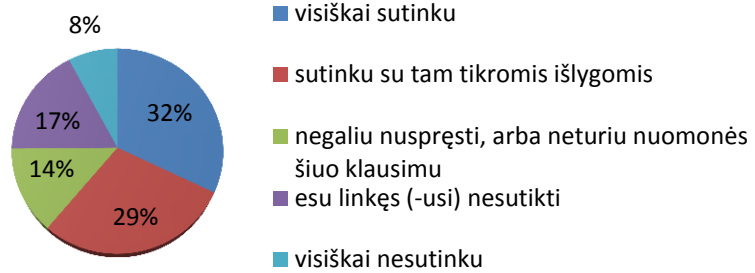 8%
32%
17%
14%
29%
visiškai sutinku
sutinku su tam tikromis išlygomis
negaliu nuspręsti, arba neturiu nuomonės
šiuo klausimu
esu linkęs (-usi) nesutikti
visiškai nesutinku